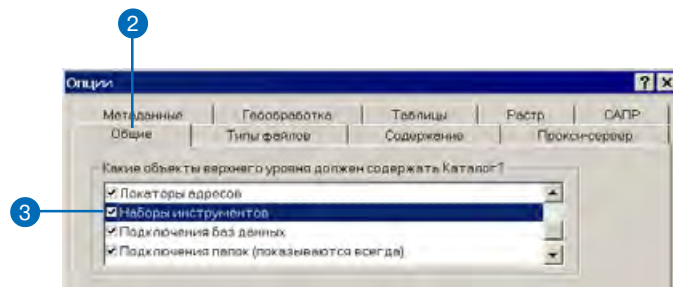 2
Опции
Метаданные Геообработка Таблицы Растр САПР
Общие Типы файлов Содержание Прокси-сервер
Какие объекты верхнего уровня должен содержать Каталог?
Локаторы адресов
3
Наборы инструментов
Подключения баз данных
Подключения папок (показываются всегда)